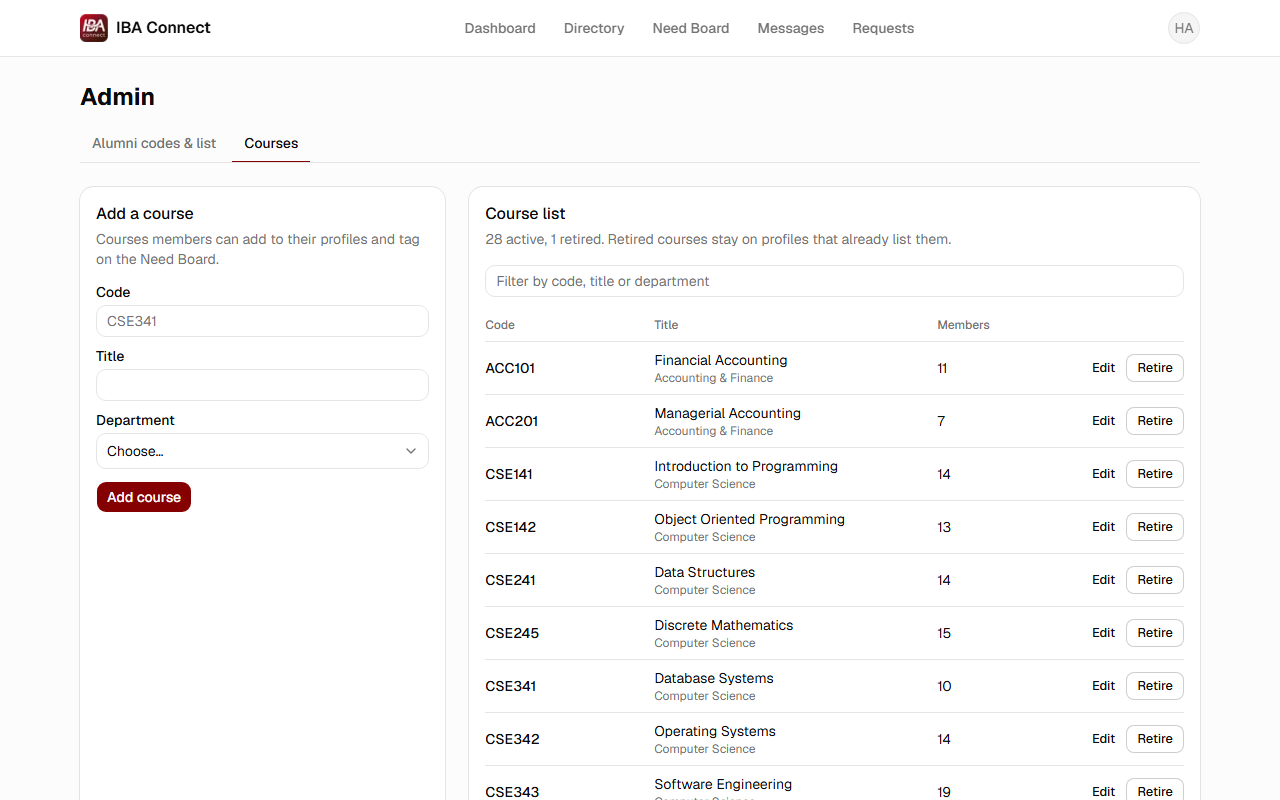 IBA connect
IBA Connect
Dashboard Directory Need Board Messages Requests
HA
Admin
Alumni codes & list Courses
Add a course
Courses members can add to their profiles and tag
on the Need Board.
Code
CSE341
Title
Department
Choose...
Add course
Course list
28 active, 1 retired. Retired courses stay on profiles that already list them.
Filter by code, title or department
Code Title Members
ACC101 Financial Accounting 11 Edit Retire
Accounting & Finance
ACC201 Managerial Accounting 7 Edit Retire
Accounting & Finance
CSE141 Introduction to Programming 14 Edit Retire
Computer Science
CSE142 Object Oriented Programming 13 Edit Retire
Computer Science
CSE241 Data Structures 14 Edit Retire
Computer Science
CSE245 Discrete Mathematics 15 Edit Retire
Computer Science
CSE341 Database Systems 10 Edit Retire
Computer Science
CSE342 Operating Systems 14 Edit Retire
Computer Science
CSE343 Software Engineering 19 Edit Retire